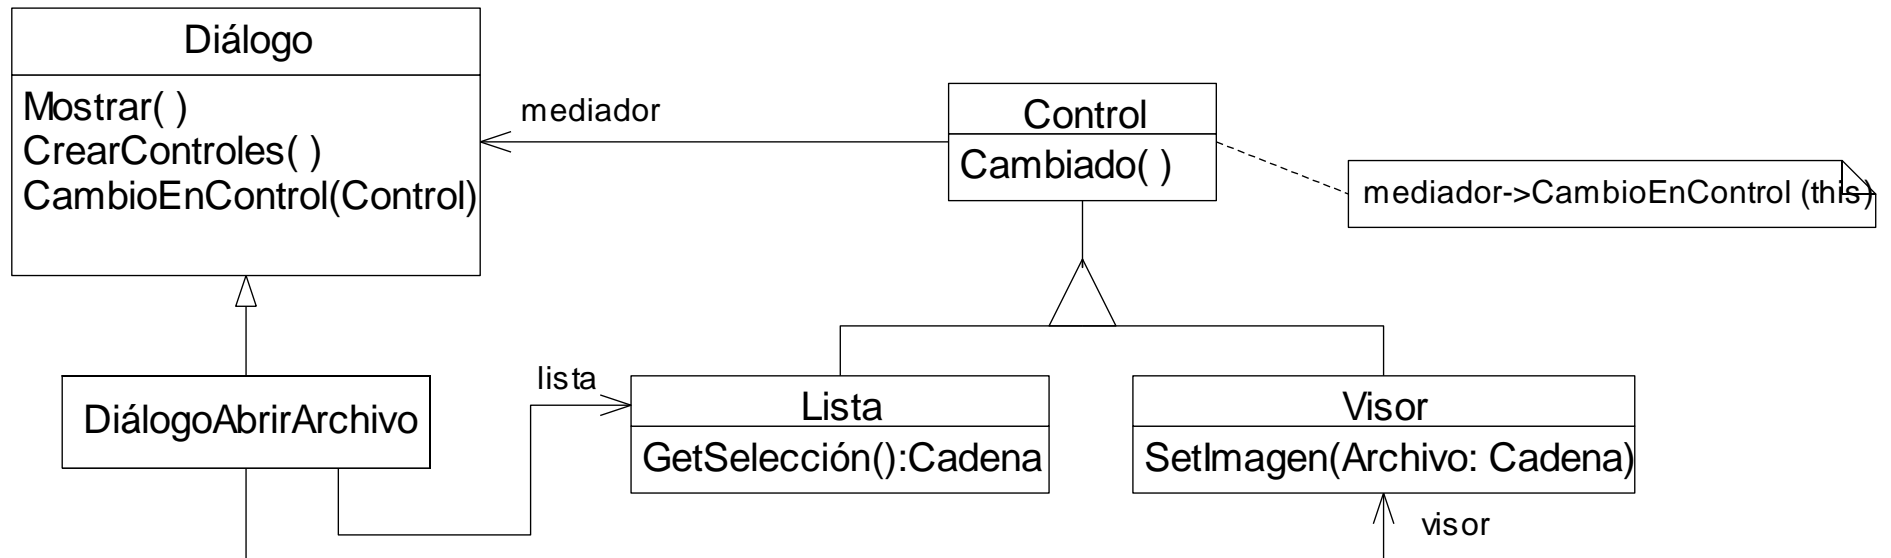 Diálogo
Mostrar( )
CrearControles( )
CambioEnControl(Control)
mediador
Control
Cambiado( )
mediador->CambioEnControl (this)
DiálogoAbrirArchivo
lista
Lista
GetSelección():Cadena
Visor
SetImagen(Archivo: Cadena)
visor